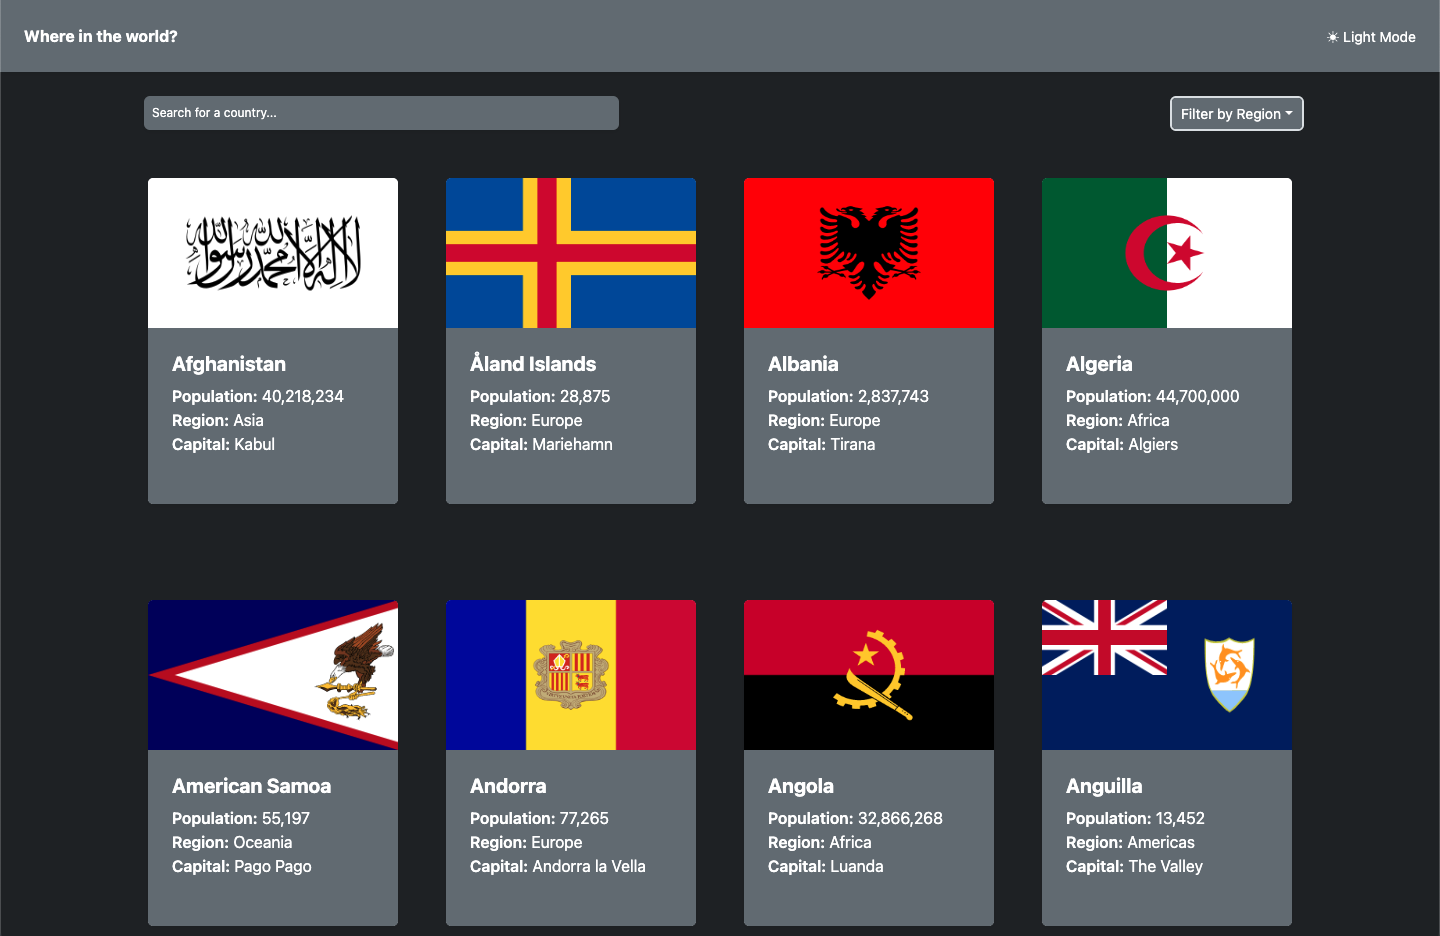 Where in the world?
☀ Light Mode
Search for a country...
Filter by Region
لا إله إلا الله محمد رسول الله
Afghanistan
Population: 40,218,234
Region: Asia
Capital: Kabul
Åland Islands
Population: 28,875
Region: Europe
Capital: Mariehamn
Albania
Population: 2,837,743
Region: Europe
Capital: Tirana
Algeria
Population: 44,700,000
Region: Africa
Capital: Algiers
American Samoa
Population: 55,197
Region: Oceania
Capital: Pago Pago
Andorra
Population: 77,265
Region: Europe
Capital: Andorra la Vella
Angola
Population: 32,866,268
Region: Africa
Capital: Luanda
Anguilla
Population: 13,452
Region: Americas
Capital: The Valley